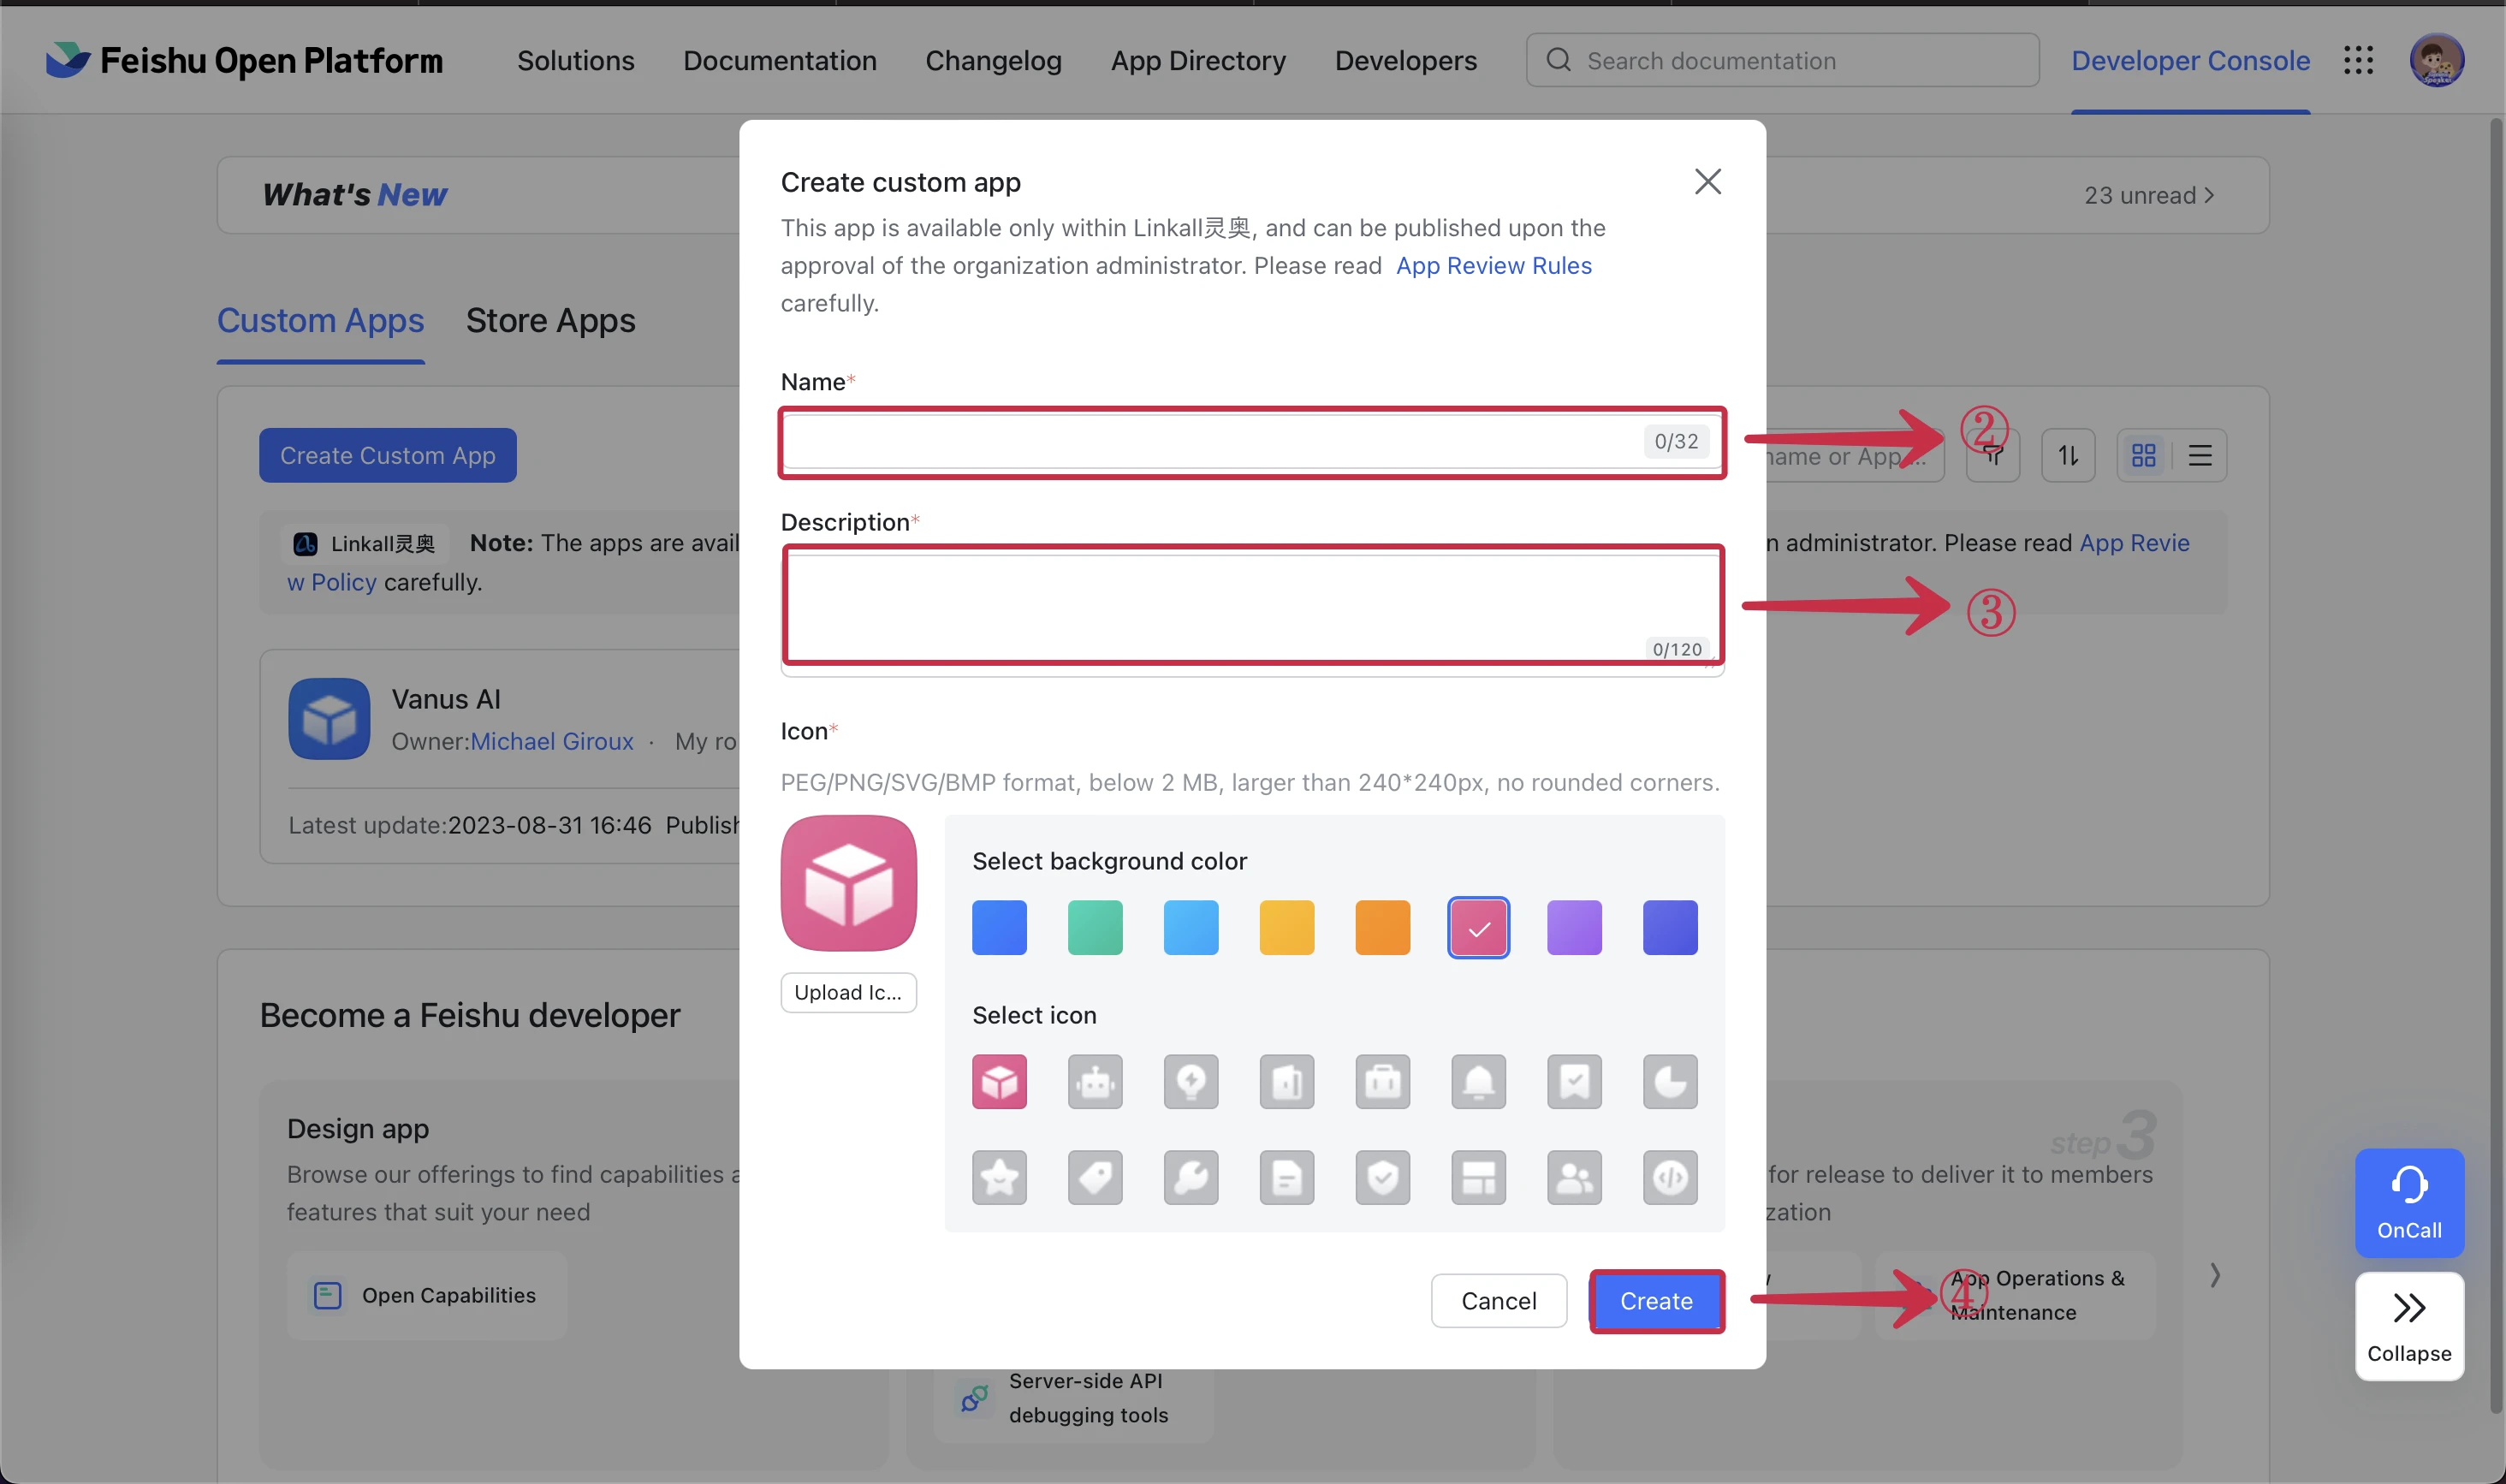 Feishu Open Platform
Solutions
Documentation
Changelog
App Directory
Developers
Search documentation
Developer Console
What's New
23 unread
Custom Apps
Store Apps
Create Custom App
name or App ...
Linkall灵奥
Note: The apps are avail
n administrator. Please read App Revie
w Policy carefully.
Vanus AI
Owner:Michael Giroux · My ro
Latest update:2023-08-31 16:46 Publish
Become a Feishu developer
Design app
Browse our offerings to find capabilities a
features that suit your need
Open Capabilities
Server-side API
debugging tools
step 3
for release to deliver it to members
zation
App Operations &
Maintenance
Create custom app
This app is available only within Linkall灵奥, and can be published upon the
approval of the organization administrator. Please read App Review Rules
carefully.
Name*
0/32
②
Description*
0/120
③
Icon*
PEG/PNG/SVG/BMP format, below 2 MB, larger than 240*240px, no rounded corners.
Upload Ic...
Select background color
Select icon
Cancel
Create
④
OnCall
Collapse